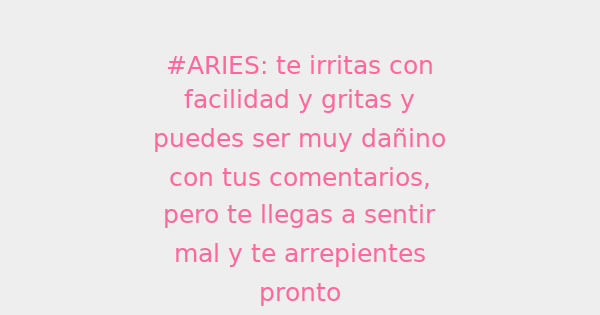 #ARIES: te irritas con
facilidad y gritas y
puedes ser muy dañino
con tus comentarios,
pero te llegas a sentir
mal y te arrepientes
pronto